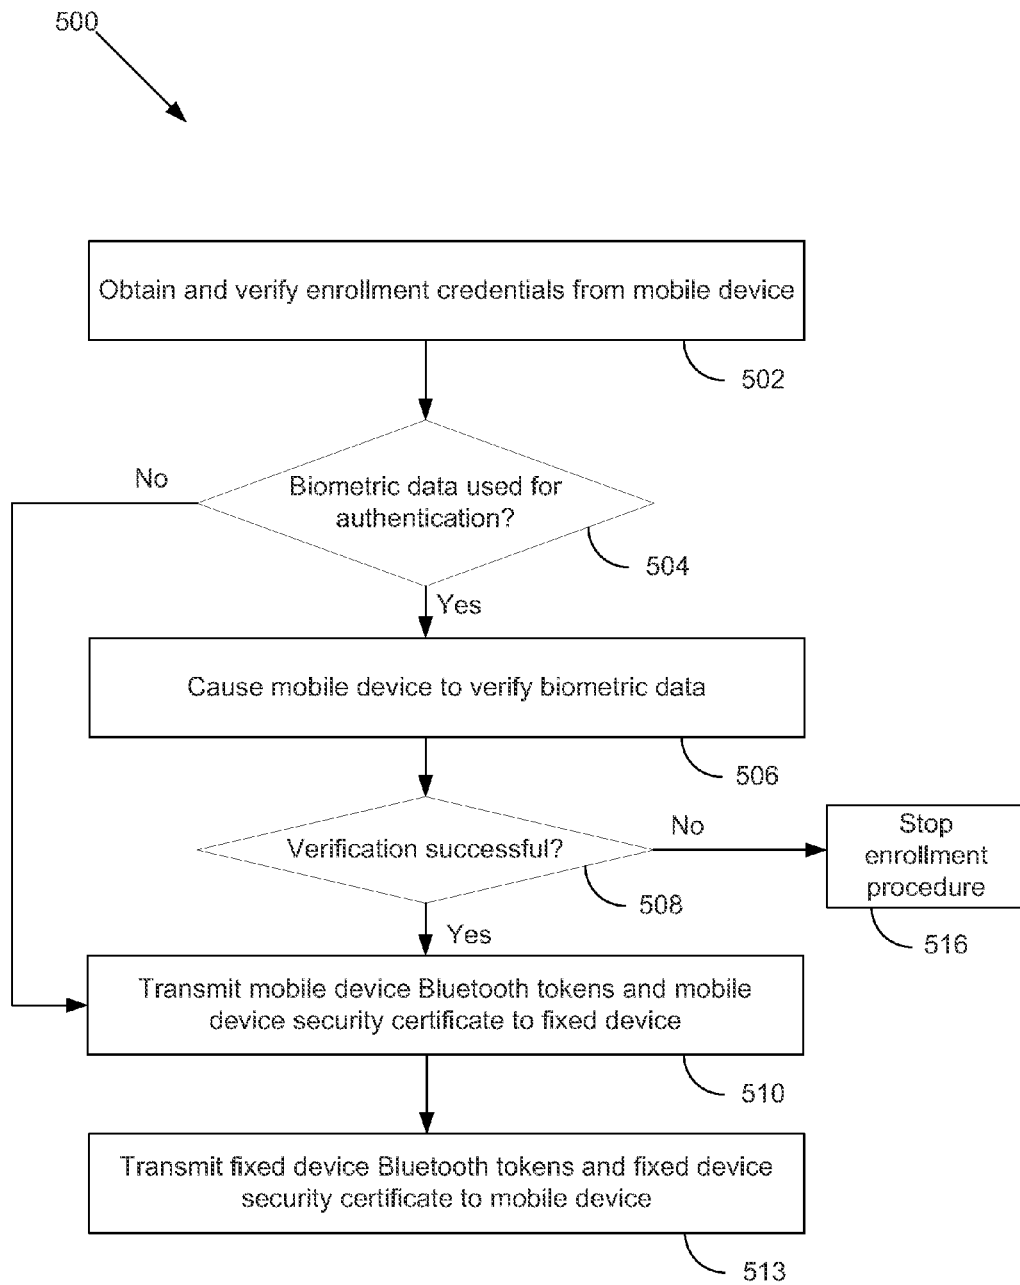 500
Obtain and verify enrollment credentials from mobile device
502
No
Biometric data used for
authentication?
504
Yes
Cause mobile device to verify biometric data
506
Verification successful?
No
508
Stop
enrollment
procedure
516
Yes
Transmit mobile device Bluetooth tokens and mobile
device security certificate to fixed device
510
Transmit fixed device Bluetooth tokens and fixed device
security certificate to mobile device
513